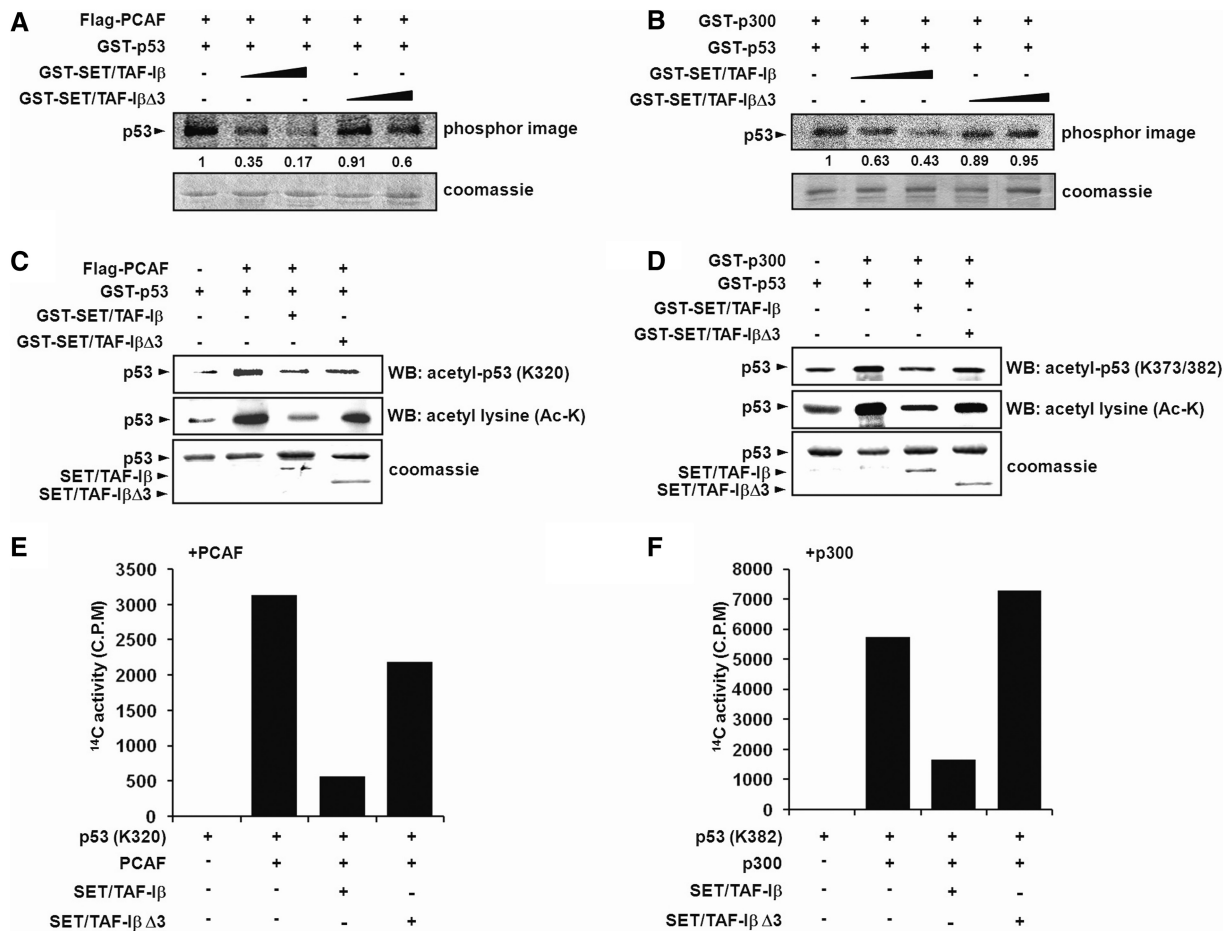 A
Flag-PCAF + + + + +
GST-p53 + + + + +
GST-SET/TAF-Iβ - - -
GST-SET/TAF-IβΔ3 - - -
p53 phosphor image
1 0.35 0.17 0.91 0.6
coomassie
B
GST-p300 + + + + +
GST-p53 + + + + +
GST-SET/TAF-Iβ - - -
GST-SET/TAF-IβΔ3 - - -
p53 phosphor image
1 0.63 0.43 0.89 0.95
coomassie
C
Flag-PCAF - + + +
GST-p53 + + + +
GST-SET/TAF-Iβ - - + -
GST-SET/TAF-IβΔ3 - - - +
p53 WB: acetyl-p53 (K320)
p53 WB: acetyl lysine (Ac-K)
p53
SET/TAF-Iβ coomassie
SET/TAF-IβΔ3
D
GST-p300 - + + +
GST-p53 + + + +
GST-SET/TAF-Iβ - - + -
GST-SET/TAF-IβΔ3 - - - +
p53 WB: acetyl-p53 (K373/382)
p53 WB: acetyl lysine (Ac-K)
p53
SET/TAF-Iβ coomassie
SET/TAF-IβΔ3
E
+PCAF
14C activity (C.P.M)
3500
3000
2500
2000
1500
1000
500
0
p53 (K320) + + + +
PCAF - + + +
SET/TAF-Iβ - - + -
SET/TAF-Iβ Δ3 - - - +
F
+p300
14C activity (C.P.M)
8000
7000
6000
5000
4000
3000
2000
1000
0
p53 (K382) + + + +
p300 - + + +
SET/TAF-Iβ - - + -
SET/TAF-Iβ Δ3 - - - +